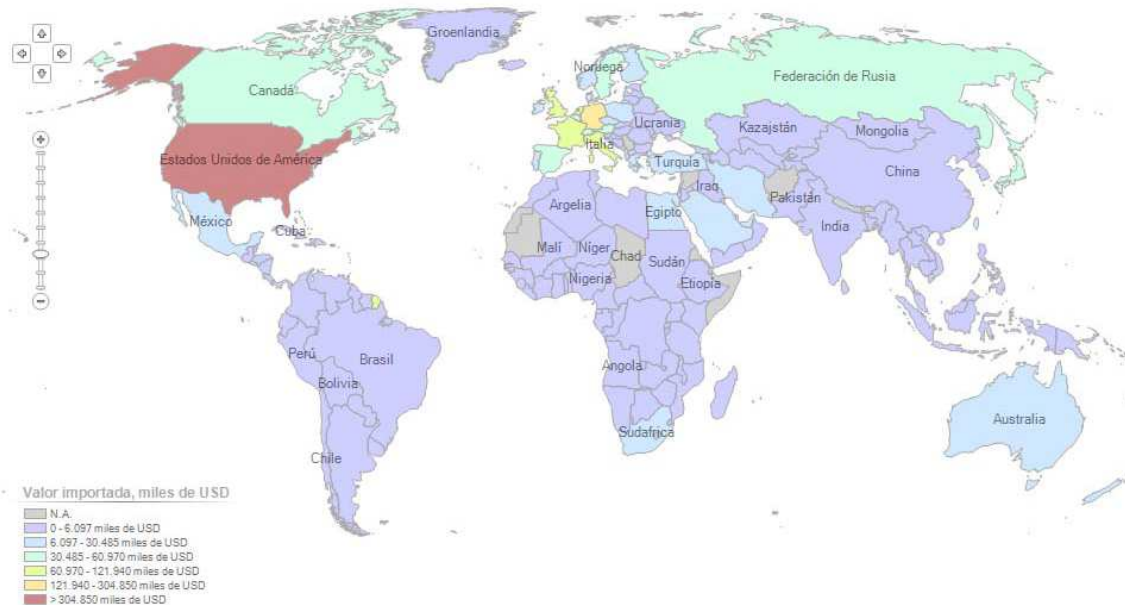 Groenlandia
Noruega
Federación de Rusia
Canadá
Ucrania
Kazajstán
Mongolia
Italia
Estados Unidos de América
Turquía
China
Iraq
Pakistán
Argelia
Egipto
México
India
Cuba
Malí
Níger
Chad
Sudán
Nigeria
Etiopía
Perú
Brasil
Angola
Bolivia
Australia
Sudafrica
Chile
Valor importada, miles de USD
N.A.
0 - 6.097 miles de USD
6.097 - 30.485 miles de USD
30.485 - 60.970 miles de USD
60.970 - 121.940 miles de USD
121.940 - 304.850 miles de USD
> 304.850 miles de USD